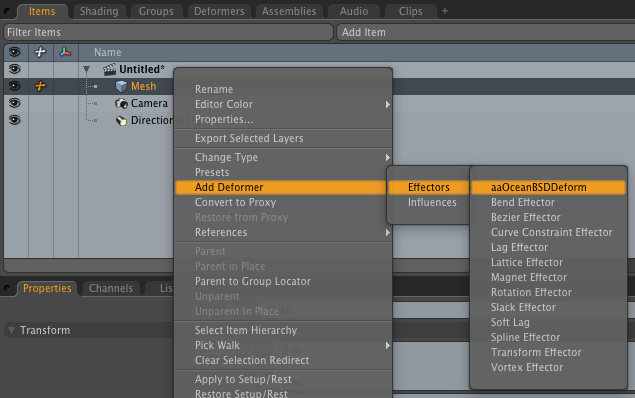 Items Shading Groups Deformers Assemblies Audio Clips +
Filter Items Add Item
Name
Untitled*
Mesh
Camera
Rename
Editor Color
Properties...
Export Selected Layers
Change Type
Presets
Add Deformer
Convert to Proxy
Restore from Proxy
References
Parent
Parent in Place
Parent to Group Locator
Unparent
Unparent in Place
Select Item Hierarchy
Pick Walk
Clear Selection Redirect
Apply to Setup/Rest
Restore Setup/Rest
Effectors
Influences
aaOceanBSDDeform
Bend Effector
Bezier Effector
Curve Constraint Effector
Lag Effector
Lattice Effector
Magnet Effector
Rotation Effector
Slack Effector
Soft Lag
Spline Effector
Transform Effector
Vortex Effector
Properties Channels
Transform